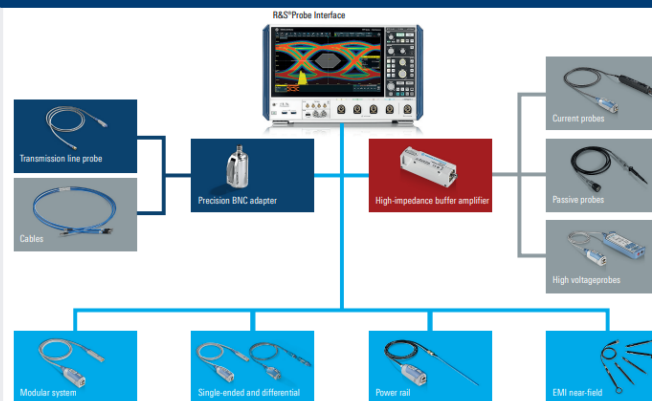 R&S®Probe Interface
Transmission line probe
Cables
Precision BNC adapter
High-impedance buffer amplifier
Current probes
Passive probes
High voltageprobes
Modular system
Single-ended and differential
Power rail
EMI near-field